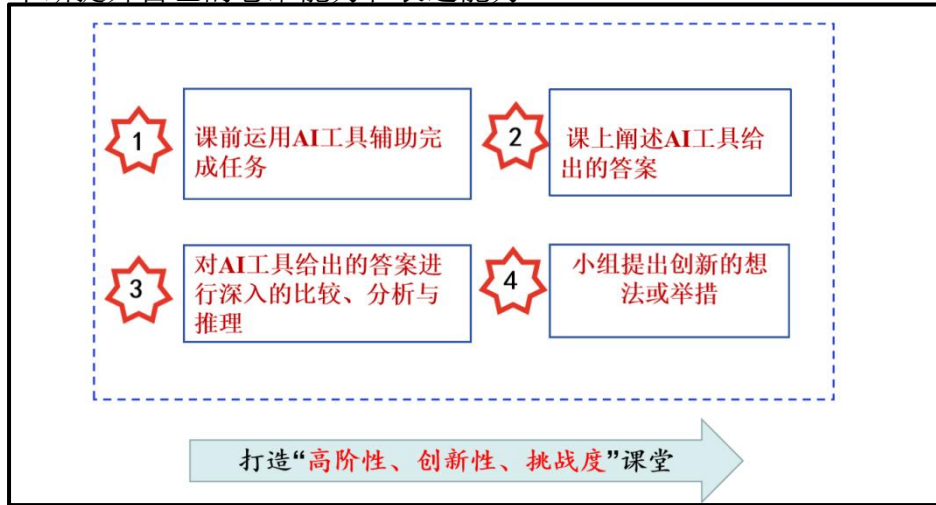 1
课前运用AI工具辅助完
成任务
2
课上阐述AI工具给
出的答案
3
对AI工具给出的答案进
行深入的比较、分析与
推理
4
小组提出创新的想
法或举措
打造“高阶性、创新性、挑战度”课堂